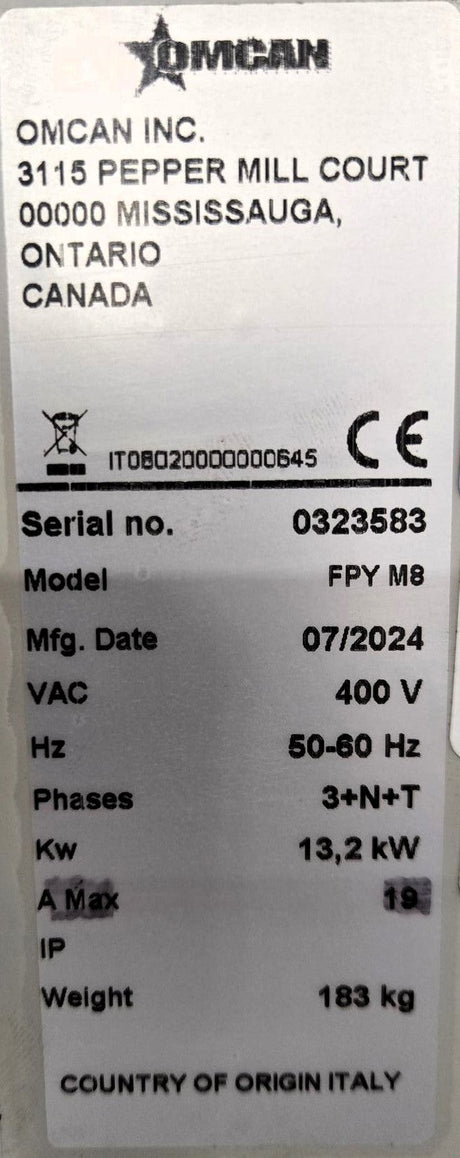 OMCAN
OMCAN INC.
3115 PEPPER MILL COURT
00000 MISSISSAUGA,
ONTARIO
CANADA
IT08020000000645 CE
Serial no. 0323583
Model FPY M8
Mfg. Date 07/2024
VAC 400 V
Hz 50-60 Hz
Phases 3+N+T
Kw 13,2 kW
A Max 19
IP
Weight 183 kg
COUNTRY OF ORIGIN ITALY